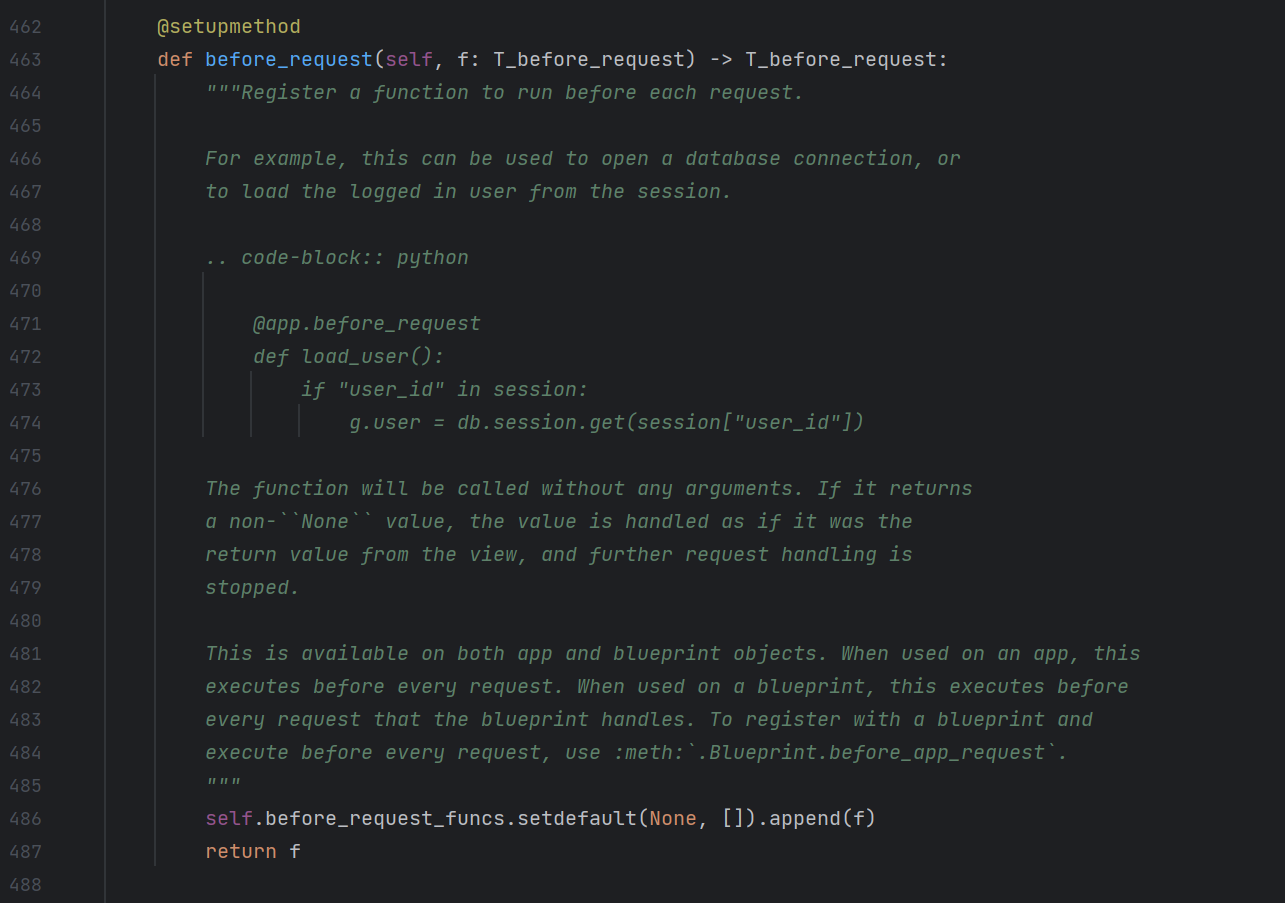 462 @setupmethod
463 def before_request(self, f: T_before_request) -> T_before_request:
464 """Register a function to run before each request.
465
466 For example, this can be used to open a database connection, or
467 to load the logged in user from the session.
468
469 .. code-block:: python
470
471 @app.before_request
472 def load_user():
473 if "user_id" in session:
474 g.user = db.session.get(session["user_id"])
475
476 The function will be called without any arguments. If it returns
477 a non-``None`` value, the value is handled as if it was the
478 return value from the view, and further request handling is
479 stopped.
480
481 This is available on both app and blueprint objects. When used on an app, this
482 executes before every request. When used on a blueprint, this executes before
483 every request that the blueprint handles. To register with a blueprint and
484 execute before every request, use :meth:`.Blueprint.before_app_request`.
485 """
486 self.before_request_funcs.setdefault(None, []).append(f)
487 return f
488